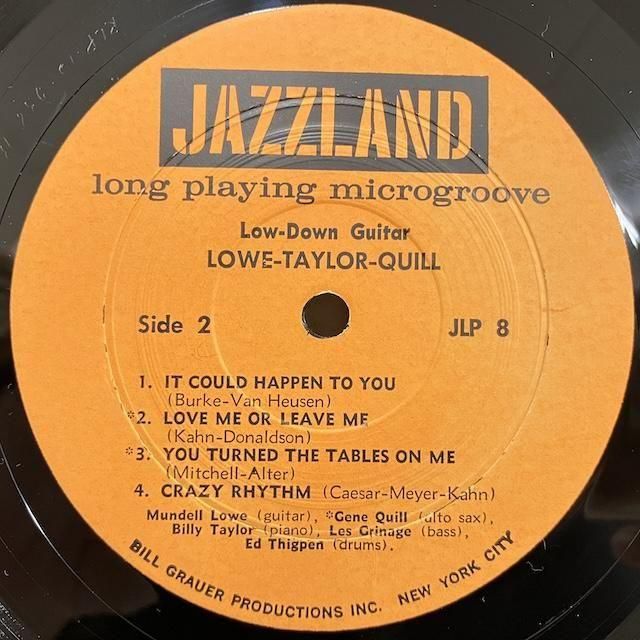 JAZZLAND
long playing microgroove
Low-Down Guitar
LOWE-TAYLOR-QUILL
Side 2
JLP 8
1. IT COULD HAPPEN TO YOU
(Burke-Van Heusen)
*2. LOVE ME OR LEAVE ME
(Kahn-Donaldson)
*3. YOU TURNED THE TABLES ON ME
(Mitchell-Alter)
4. CRAZY RHYTHM (Caesar-Meyer-Kahn)
Mundell Lowe (guitar), *Gene Quill (alto sax),
Billy Taylor (piano), Les Grinage (bass),
Ed Thigpen (drums).
BILL GRAUER PRODUCTIONS INC. NEW YORK CITY